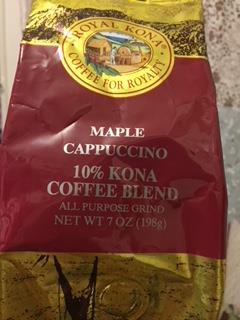 ROYAL KONA
COFFEE FOR ROYALTY
MAPLE
CAPPUCCINO
10% KONA
COFFEE BLEND
ALL PURPOSE GRIND
NET WT 7 OZ (198g)